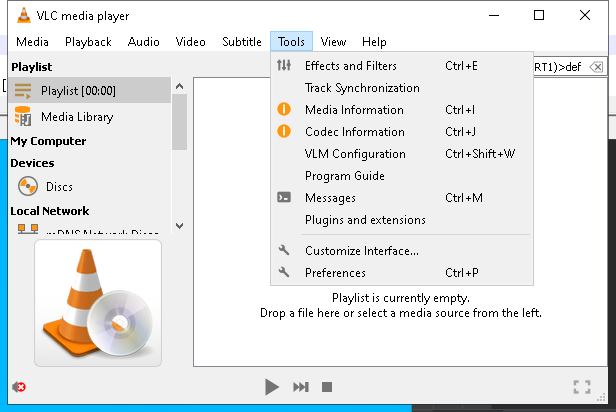 VLC media player
Media Playback Audio Video Subtitle Tools View Help
Playlist
Playlist [00:00]
Media Library
My Computer
Devices
Discs
Local Network
mDNS Network Disco
Effects and Filters Ctrl+E
Track Synchronization
Media Information Ctrl+I
Codec Information Ctrl+J
VLM Configuration Ctrl+Shift+W
Program Guide
Messages Ctrl+M
Plugins and extensions
Customize Interface...
Preferences Ctrl+P
RT1)>def
Playlist is currently empty.
Drop a file here or select a media source from the left.